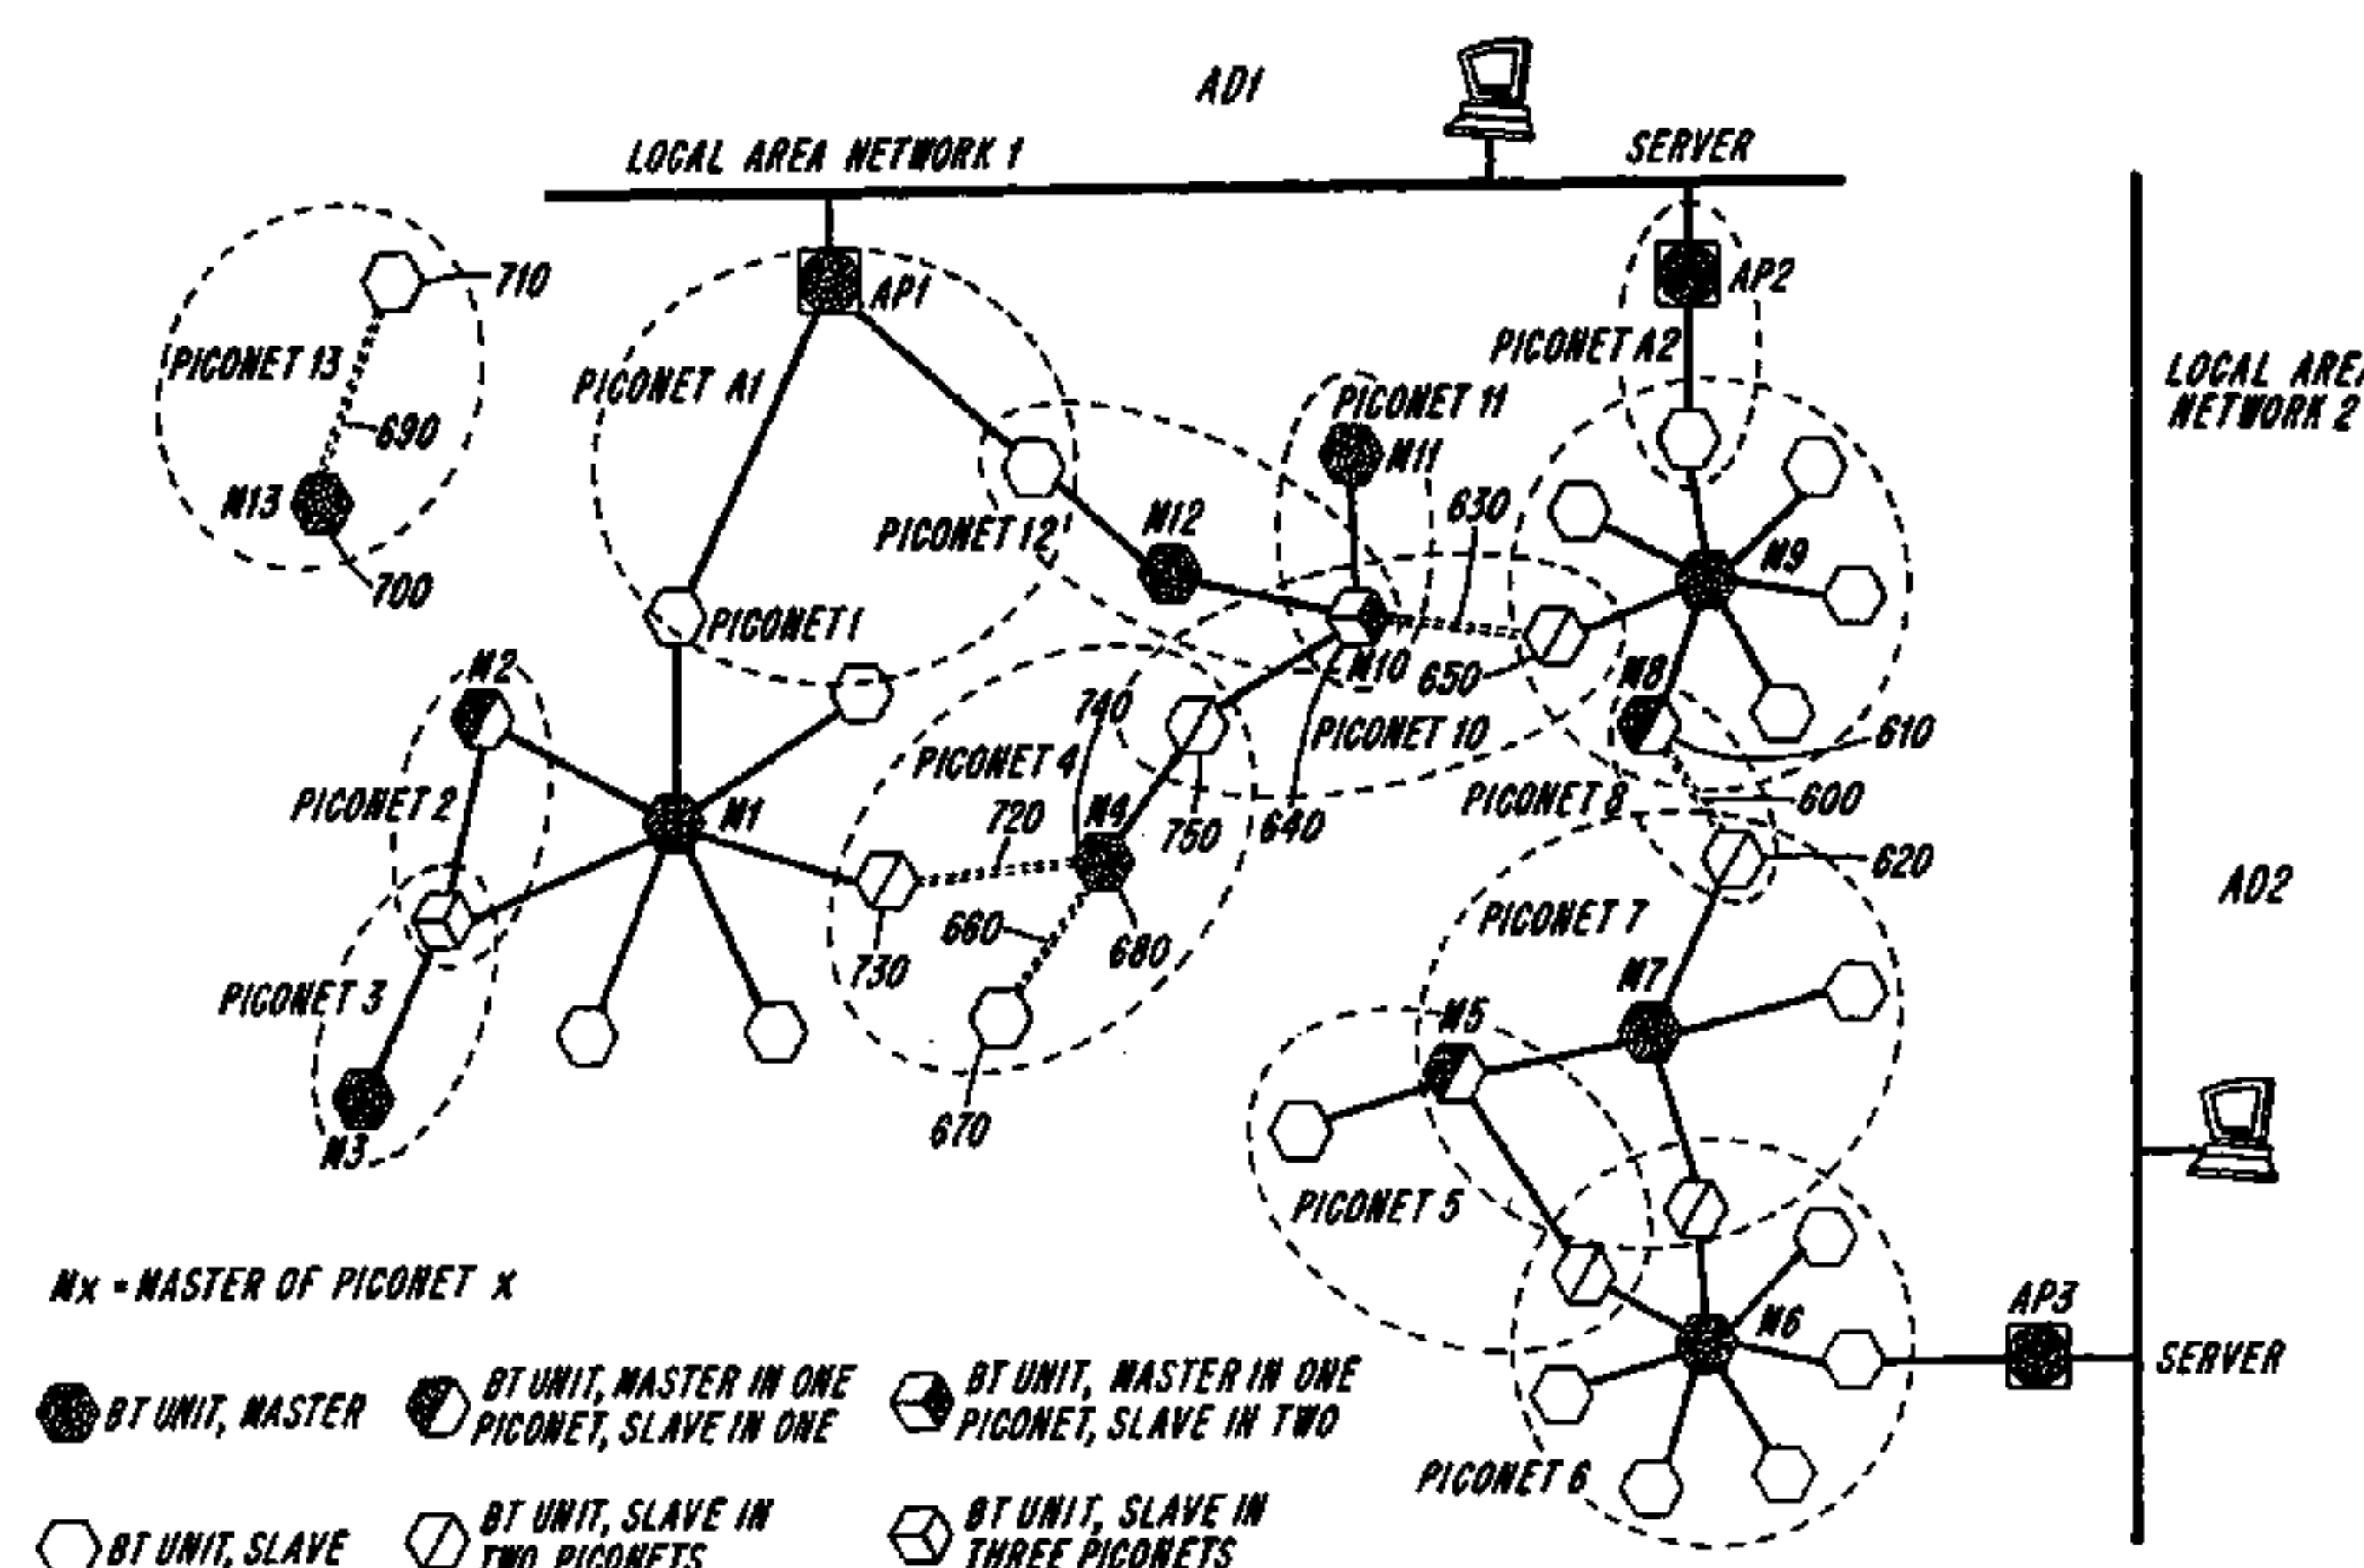 AD1
LOCAL AREA NETWORK 1
SERVER
710
AP1
AP2
PICONET 13
PICONET A1
PICONET A2
LOCAL AREA
NETWORK 2
690
PICONET 11
M11
M13
PICONET 12'
M12
630
M9
700
PICONET 1
M10
650
M8
M2
740
PICONET 4
PICONET 10
610
PICONET 2
M1
720
M4
750
640
PICONET 8
600
620
AD2
PICONET 7
660
680
730
PICONET 3
M7
M5
670
M3
PICONET 5
Mx = MASTER OF PICONET x
AP3
M6
SERVER
BT UNIT, MASTER
BT UNIT, MASTER IN ONE
PICONET, SLAVE IN ONE
BT UNIT, MASTER IN ONE
PICONET, SLAVE IN TWO
PICONET 6
BT UNIT, SLAVE
BT UNIT, SLAVE IN
TWO PICONETS
BT UNIT, SLAVE IN
THREE PICONETS